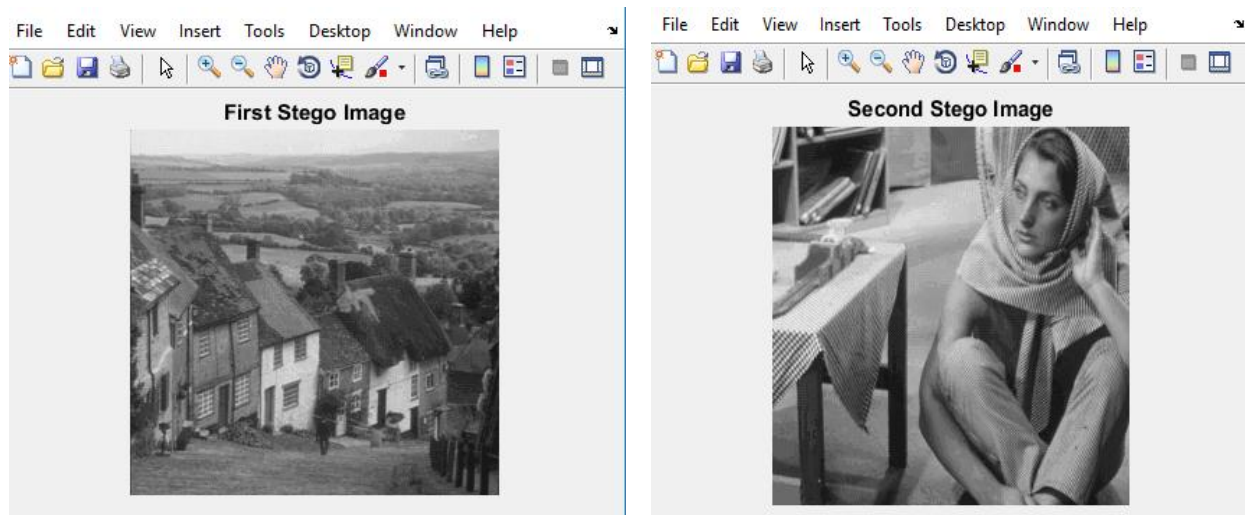 File Edit View Insert Tools Desktop Window Help
First Stego Image
File Edit View Insert Tools Desktop Window Help
Second Stego Image